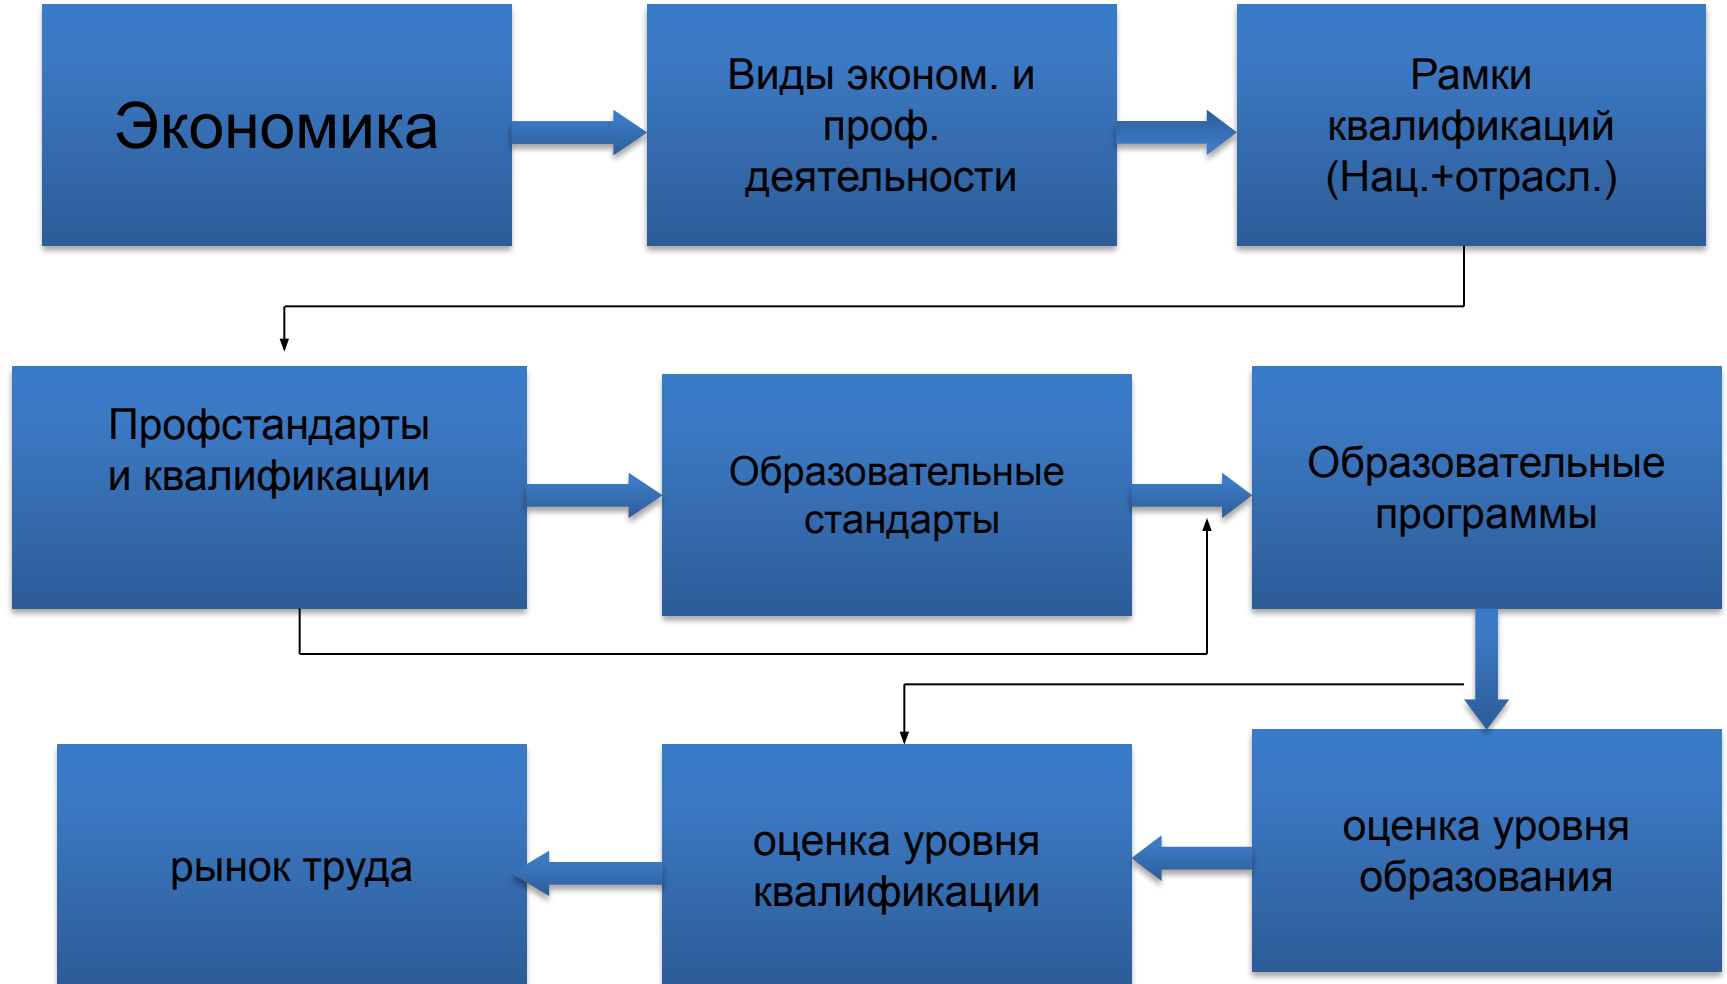 Экономика
Виды эконом. и
проф.
деятельности
Рамки
квалификаций
(Нац.+отрасл.)
Профстандарты
и квалификации
Образовательные
стандарты
Образовательные
программы
рынок труда
оценка уровня
квалификации
оценка уровня
образования